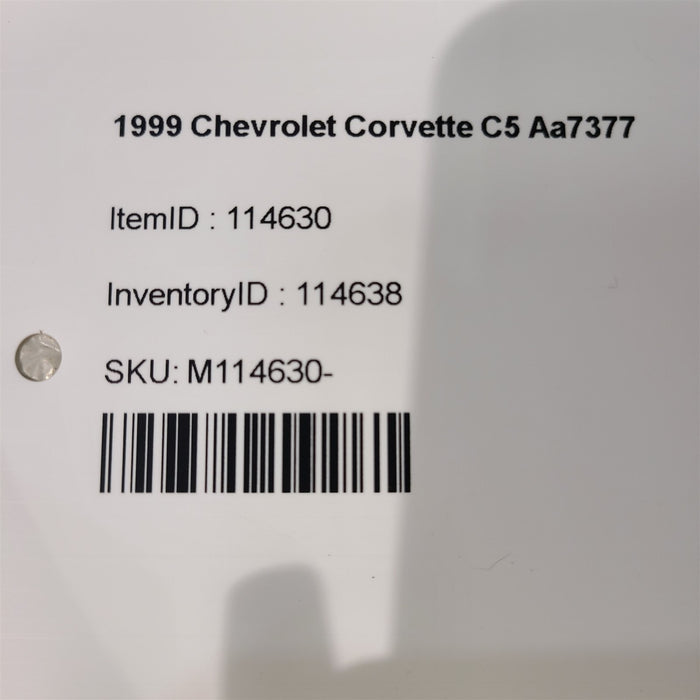 1999 Chevrolet Corvette C5 Aa7377
ItemID : 114630
InventoryID : 114638
SKU: M114630-